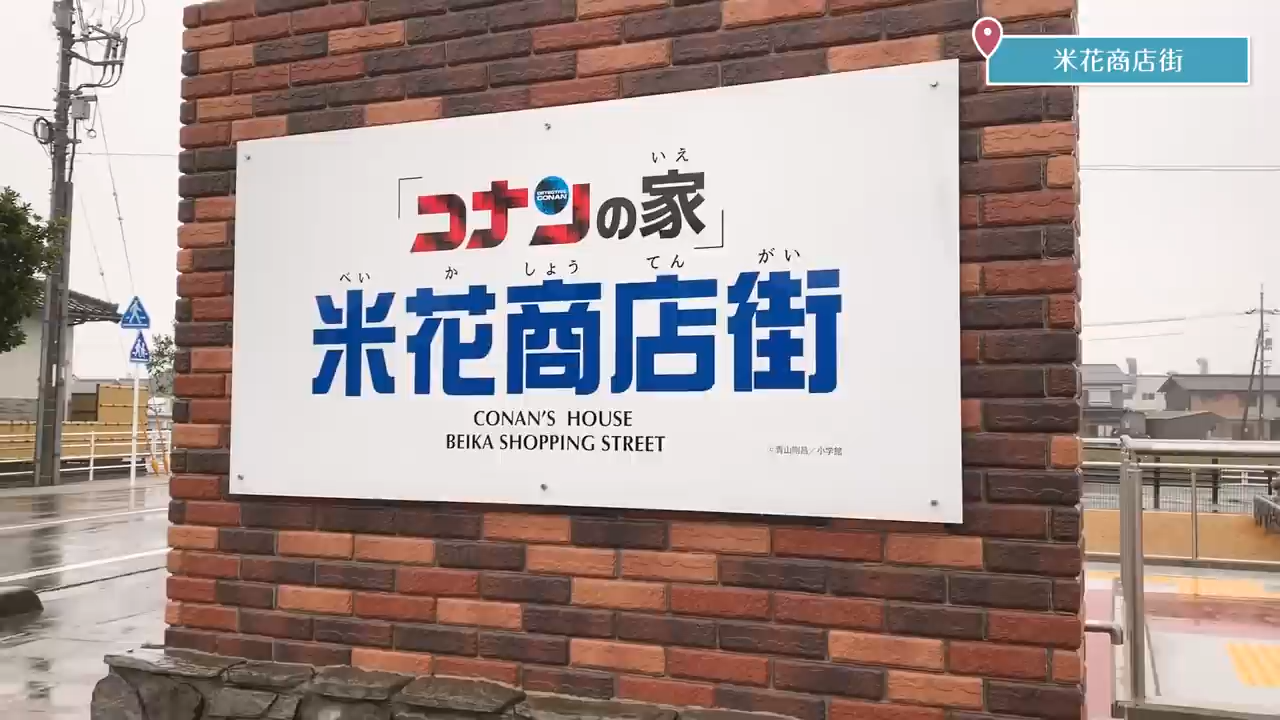 米花商店街
いえ
「コナンの家」
DETECTIVE CONAN
べい か しょう てん がい
米花商店街
CONAN'S HOUSE
BEIKA SHOPPING STREET
©青山剛昌／小学館